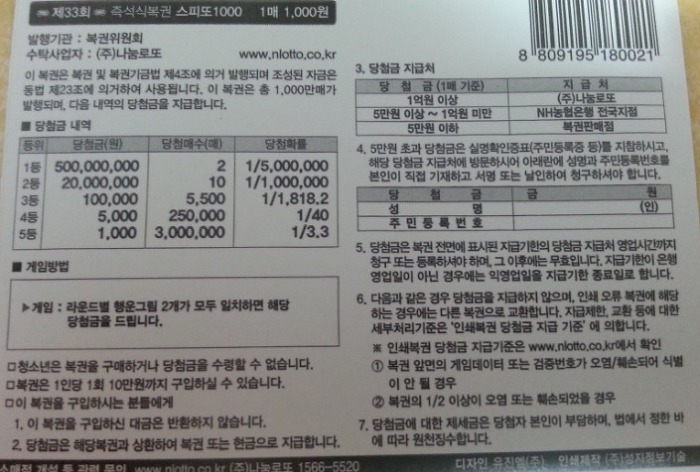 제33회 즉석식복권 스피또1000 1매 1,000원
발행기관 : 복권위원회
수탁사업자 : (주)나눔로또 www.nlotto.co.kr
이 복권은 복권 및 복권기금법 제4조에 의거 발행되며 조성된 자금은
동법 제23조에 의거하여 사용됩니다. 이 복권은 총 1,000만매가
발행되며, 다음 내역의 당첨금을 지급합니다.
■ 당첨금 내역
등위 당첨금(원) 당첨매수(매) 당첨확률
1등 500,000,000 2 1/5,000,000
2등 20,000,000 10 1/1,000,000
3등 100,000 5,500 1/1,818.2
4등 5,000 250,000 1/40
5등 1,000 3,000,000 1/3.3
■ 게임방법
▶게임 : 라운드별 행운그림 2개가 모두 일치하면 해당
당첨금을 드립니다.
□청소년은 복권을 구매하거나 당첨금을 수령할 수 없습니다.
□복권은 1인당 1회 10만원까지 구입하실 수 있습니다.
□이 복권을 구입하시는 분들에게
1. 이 복권을 구입하신 대금은 반환하지 않습니다.
2. 당첨금은 해당복권과 상환하여 복권 또는 현금으로 지급합니다.
8 809195 180021
3. 당첨금 지급처
당 첨 금 (1매 기준) 지 급 처
1억원 이상 (주)나눔로또
5만원 이상 ~ 1억원 미만 NH농협은행 전국지점
5만원 이하 복권판매점
4. 5만원 초과 당첨금은 실명확인증표(주민등록증 등)를 지참하시고,
해당 당첨금 지급처에 방문하시어 아래란에 성명과 주민등록번호를
본인이 직접 기재하고 서명 또는 날인하여 청구하셔야 합니다.
당 첨 금 금 원
성 명 (인)
주 민 등 록 번 호
5. 당첨금은 복권 전면에 표시된 지급기한의 당첨금 지급처 영업시간까지
청구 또는 등록하셔야 하며, 그 이후에는 무효입니다. 지급기한이 은행
영업일이 아닌 경우에는 익영업일을 지급기한 종료일로 합니다.
6. 다음과 같은 경우 당첨금을 지급하지 않으며, 인쇄 오류 복권에 해당
하는 경우에는 다른 복권으로 교환합니다. 지급제한, 교환 등에 대한
세부처리기준은 '인쇄복권 당첨금 지급 기준' 에 의합니다.
※ 인쇄복권 당첨금 지급기준은 www.nlotto.co.kr에서 확인
① 복권 앞면의 게임데이터 또는 검증번호가 오염/훼손되어 식별
이 안 될 경우
② 복권의 1/2 이상이 오염 또는 훼손되었을 경우
7. 당첨금에 대한 제세금은 당첨자 본인이 부담하며, 법에서 정한 바
에 따라 원천징수합니다.
소매점 개설 등 관련 문의 www.nlotto.co.kr (주)나눔로또 1566-5520
디자인 유진엠(주) 인쇄제작 (주)성지정보기술